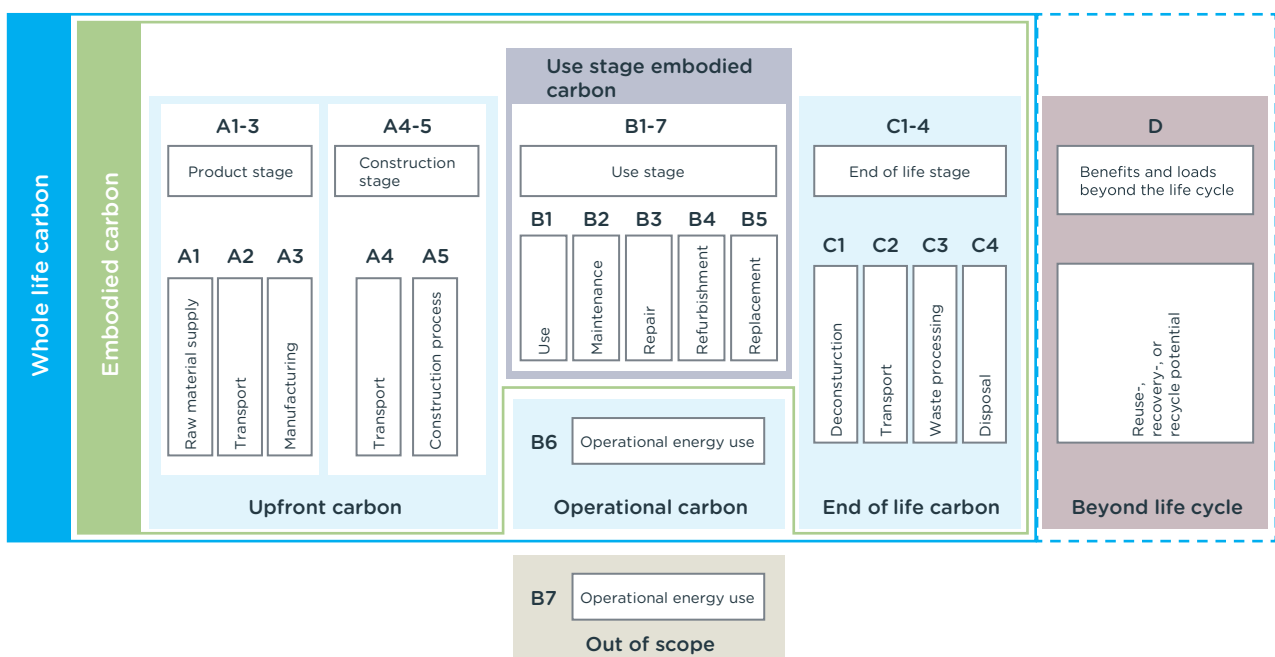 Whole life carbon
Embodied carbon
A1-3
Product stage
A1
A2
A3
Raw material supply
Transport
Manufacturing
A4-5
Construction
stage
A4
A5
Transport
Construction process
Upfront carbon
Use stage embodied
carbon
B1-7
Use stage
B1
B2
B3
B4
B5
Use
Maintenance
Repair
Refurbishment
Replacement
B6
Operational energy use
Operational carbon
B7
Operational energy use
Out of scope
C1-4
End of life stage
C1
C2
C3
C4
Deconsturction
Transport
Waste processing
Disposal
End of life carbon
D
Benefits and loads
beyond the life cycle
Reuse-,
recovery-, or
recycle potential
Beyond life cycle